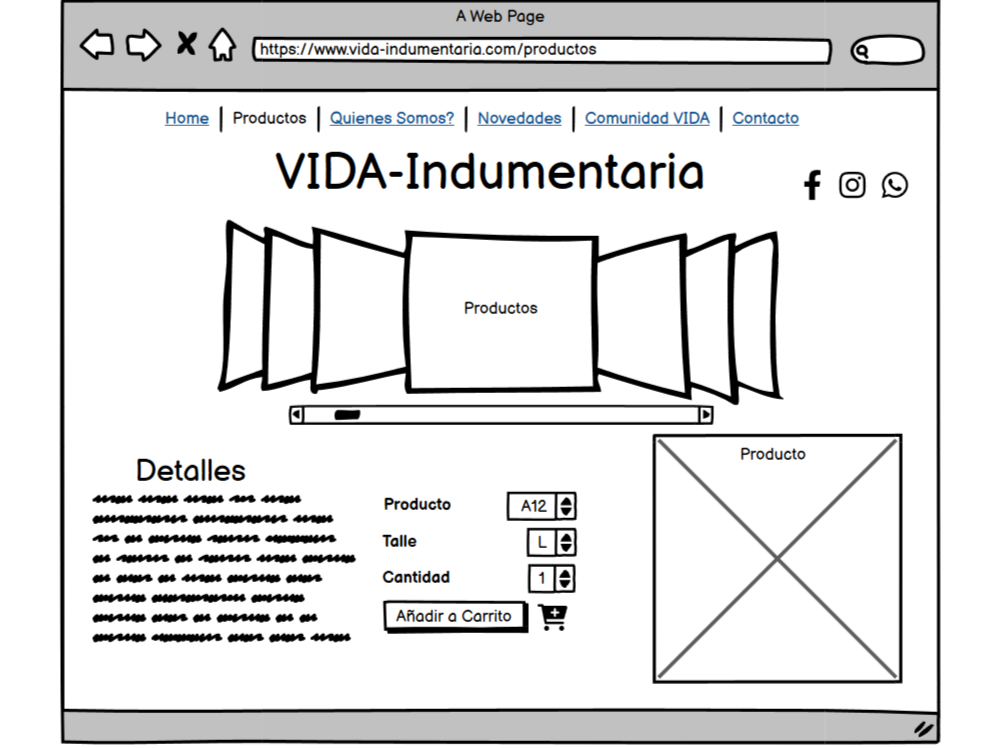 A Web Page
https://www.vida-indumentaria.com/productos
Home | Productos | Quienes Somos? | Novedades | Comunidad VIDA | Contacto
VIDA-Indumentaria
Productos
Detalles
Producto A12
Talle L
Cantidad 1
Añadir a Carrito
Producto